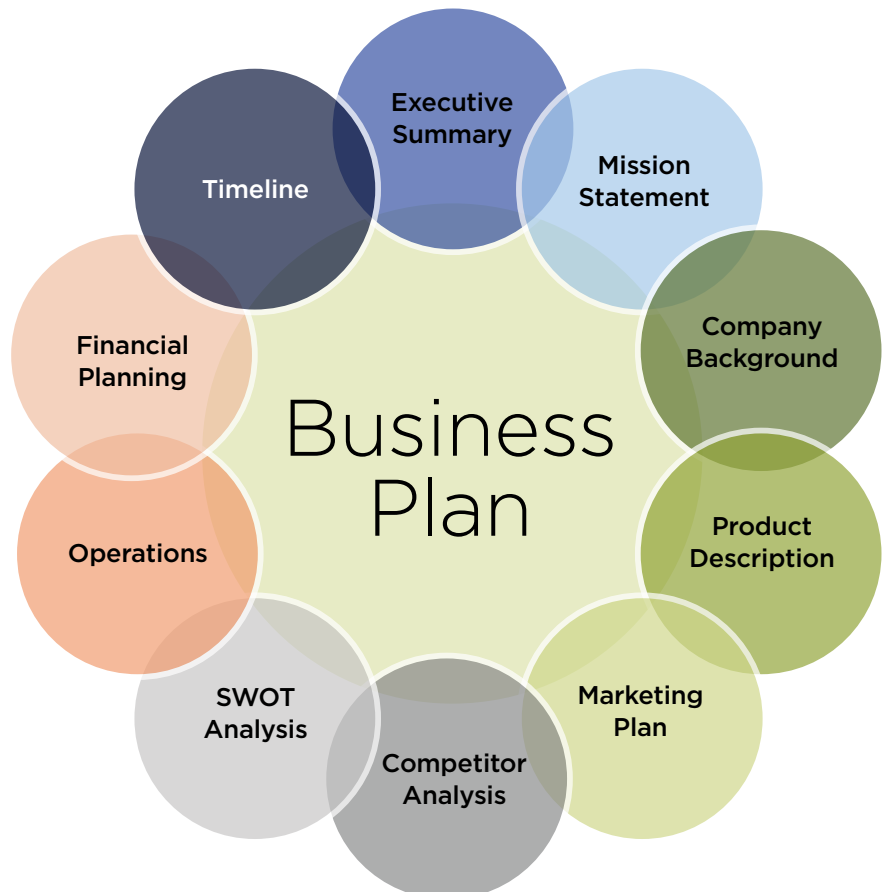 Executive
Summary
Mission
Statement
Company
Background
Product
Description
Marketing
Plan
Competitor
Analysis
SWOT
Analysis
Operations
Financial
Planning
Timeline
Business
Plan